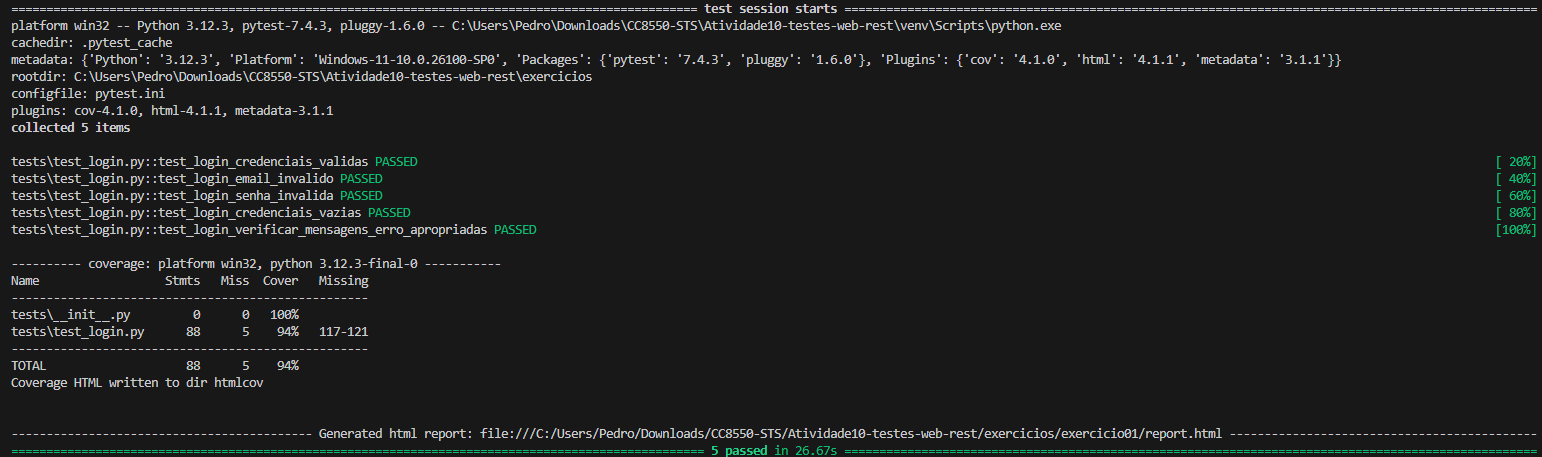 ================ test session starts ================
platform win32 -- Python 3.12.3, pytest-7.4.3, pluggy-1.6.0 -- C:\Users\Pedro\Downloads\CC8550-STS\Atividade10-testes-web-rest\venv\Scripts\python.exe
cachedir: .pytest_cache
metadata: {'Python': '3.12.3', 'Platform': 'Windows-11-10.0.26100-SP0', 'Packages': {'pytest': '7.4.3', 'pluggy': '1.6.0'}, 'Plugins': {'cov': '4.1.0', 'html': '4.1.1', 'metadata': '3.1.1'}}
rootdir: C:\Users\Pedro\Downloads\CC8550-STS\Atividade10-testes-web-rest\exercicios
configfile: pytest.ini
plugins: cov-4.1.0, html-4.1.1, metadata-3.1.1
collected 5 items
tests\test_login.py::test_login_credenciais_validas PASSED [ 20%]
tests\test_login.py::test_login_email_invalido PASSED [ 40%]
tests\test_login.py::test_login_senha_invalida PASSED [ 60%]
tests\test_login.py::test_login_credenciais_vazias PASSED [ 80%]
tests\test_login.py::test_login_verificar_mensagens_erro_apropriadas PASSED [100%]
---------- coverage: platform win32, python 3.12.3-final-0 -----------
Name Stmts Miss Cover Missing
---------------------------------------------------
tests\__init__.py 0 0 100%
tests\test_login.py 88 5 94% 117-121
---------------------------------------------------
TOTAL 88 5 94%
Coverage HTML written to dir htmlcov
---------------- Generated html report: file:///C:/Users/Pedro/Downloads/CC8550-STS/Atividade10-testes-web-rest/exercicios/exercicio01/report.html ----------------
================ 5 passed in 26.67s ================